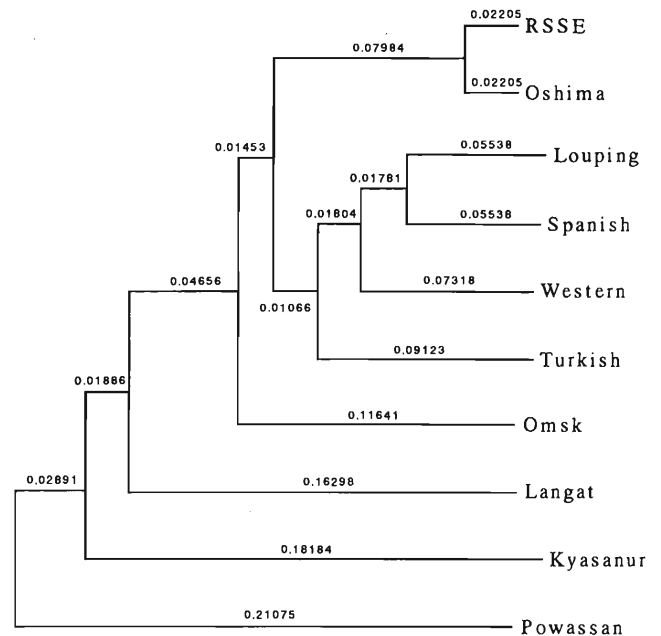 0.02205
RSSE
0.07984
0.02205
Oshima
0.01453
0.05538
Louping
0.01781
0.01804
0.05538
Spanish
0.04656
0.07318
Western
0.01066
0.09123
Turkish
0.01886
0.11641
Omsk
0.02891
0.16298
Langat
0.18184
Kyasanur
0.21075
Powassan